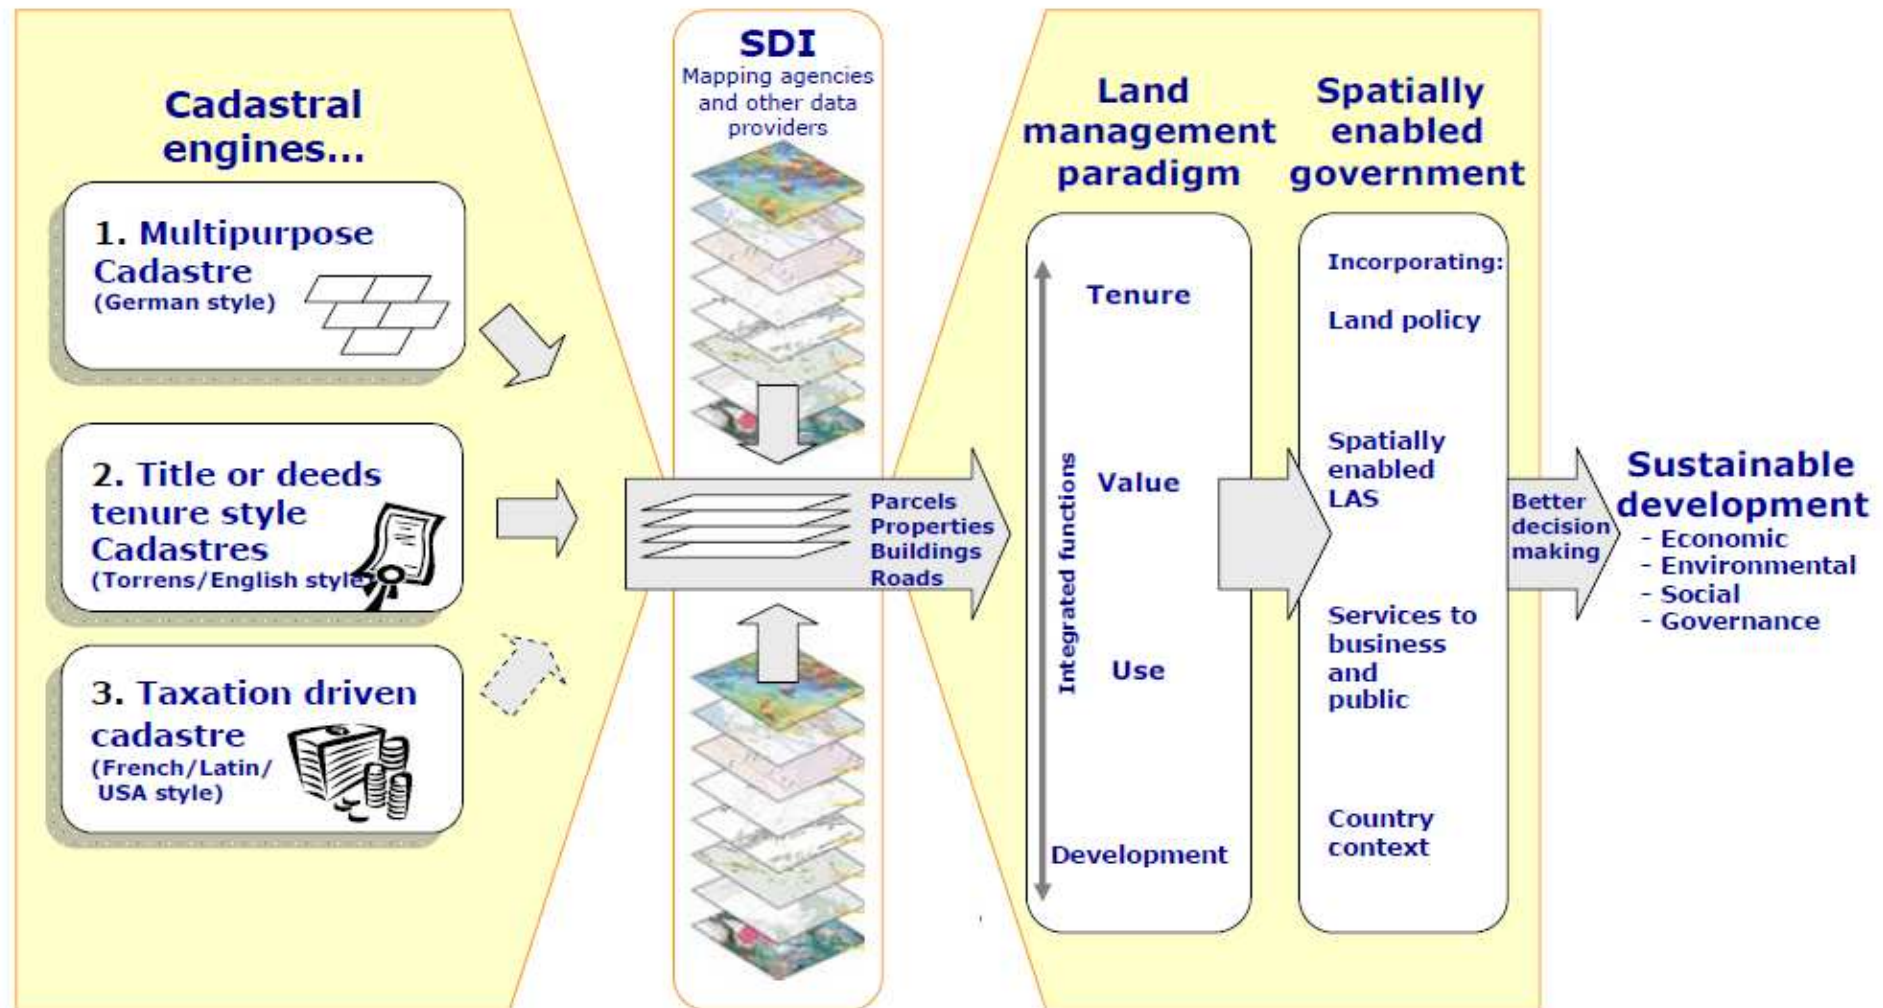 Cadastral
engines...
1. Multipurpose
Cadastre
(German style)
2. Title or deeds
tenure style
Cadastres
(Torrens/English style
3. Taxation driven
cadastre
(French/Latin/
USA style)
SDI
Mapping agencies
and other data
providers
Parcels
Properties
Buildings
Roads
Land
management
paradigm
Integrated functions
Tenure
Value
Use
Development
Spatially
enabled
government
Incorporating:
Land policy
Spatially
enabled
LAS
Services to
business
and
public
Country
context
Better
decision
making
Sustainable
development
- Economic
- Environmental
- Social
- Governance